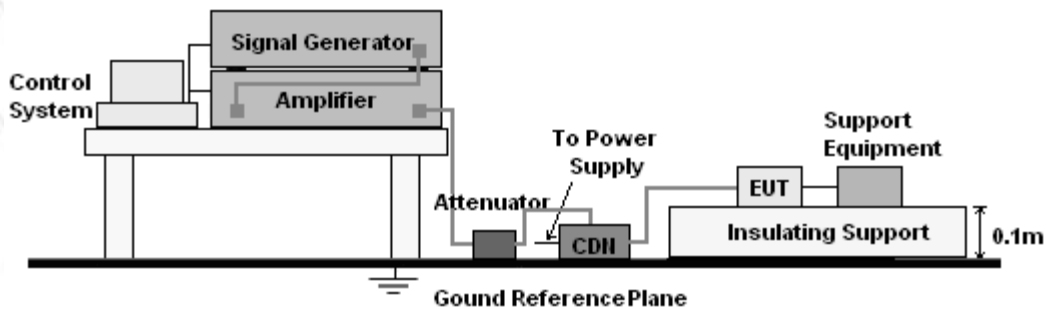 Signal Generator
Control
System
Amplifier
To Power
Supply
Support
Equipment
Attenuator
EUT
CDN
Insulating Support
0.1m
Gound Reference Plane